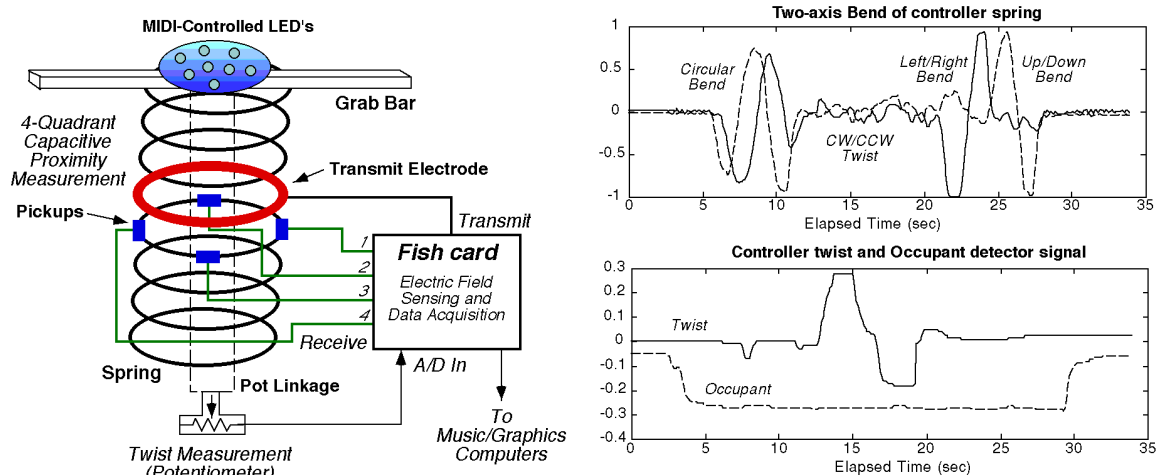 MIDI-Controlled LED's
Grab Bar
4-Quadrant
Capacitive
Proximity
Measurement
Transmit Electrode
Pickups
Transmit
1
2
3
4
Fish card
Electric Field
Sensing and
Data Acquisition
Receive
A/D In
Spring
Pot Linkage
To
Music/Graphics
Computers
Twist Measurement
(Potentiometer)
Two-axis Bend of controller spring
1
0.5
0
-0.5
-1
Circular
Bend
Left/Right
Bend
Up/Down
Bend
CW/CCW
Twist
0 5 10 15 20 25 30 35
Elapsed Time (sec)
Controller twist and Occupant detector signal
0.3
0.2
0.1
0
-0.1
-0.2
-0.3
-0.4
Twist
Occupant
0 5 10 15 20 25 30 35
Elapsed Time (sec)